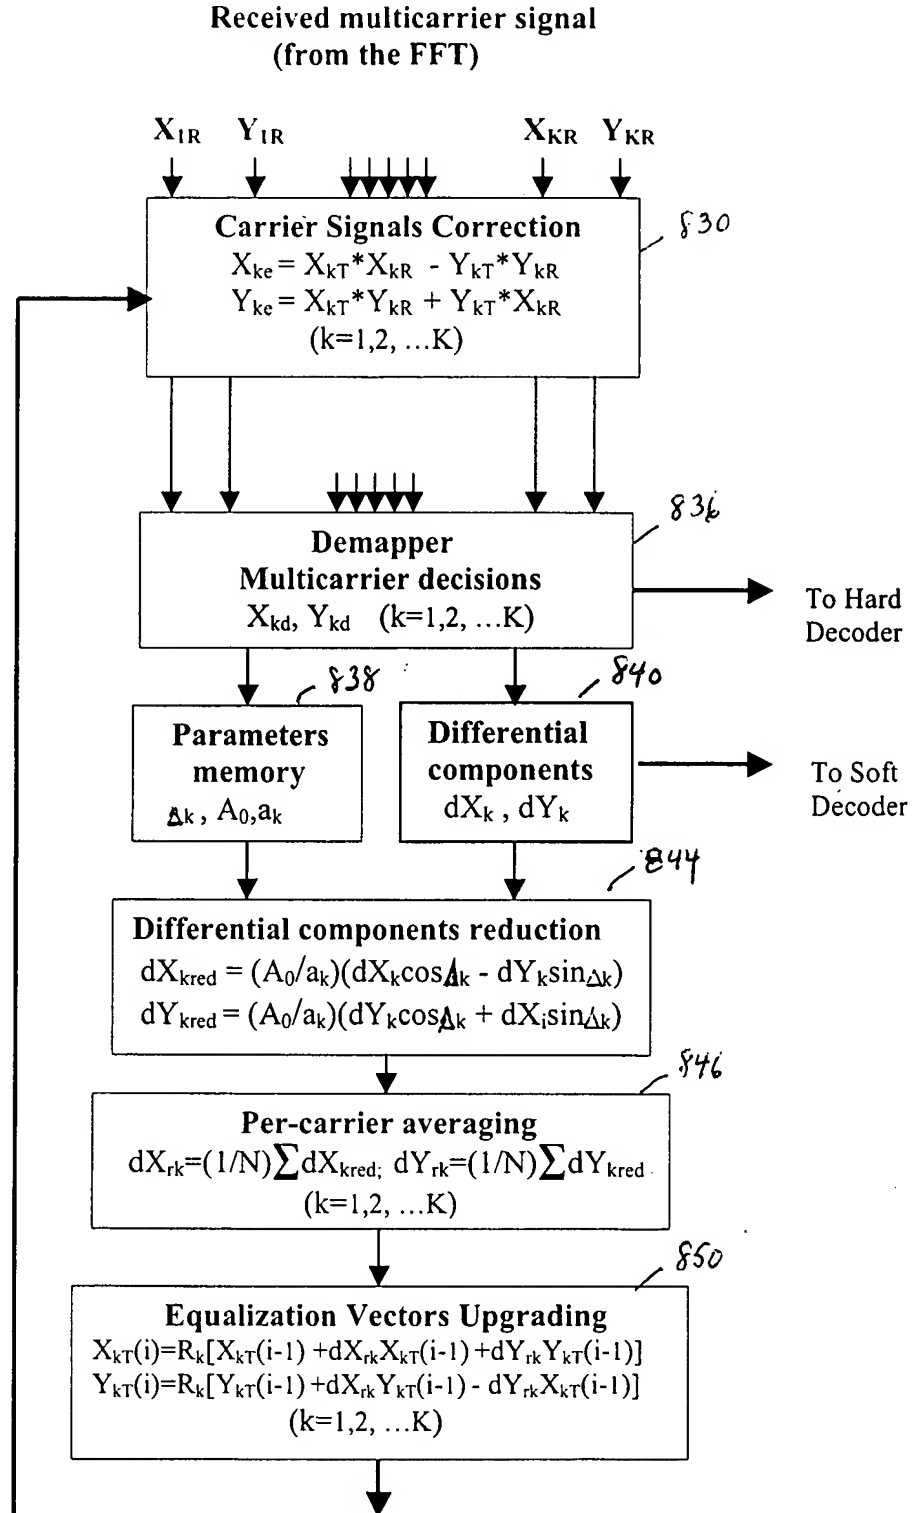 Received multicarrier signal
(from the FFT)
X1R Y1R XKR YKR
Carrier Signals Correction
Xke = XkT*XkR - YkT*YkR
Yke = XkT*YkR + YkT*XkR
(k=1,2, ...K)
830
Demapper
Multicarrier decisions
Xkd, Ykd (k=1,2, ...K)
836
To Hard
Decoder
838
Parameters
memory
Δk , A0,ak
840
Differential
components
dXk , dYk
To Soft
Decoder
844
Differential components reduction
dXkred = (A0/ak)(dXkcosΔk - dYksinΔk)
dYkred = (A0/ak)(dYkcosΔk + dXisinΔk)
846
Per-carrier averaging
dXrk=(1/N)∑dXkred; dYrk=(1/N)∑dYkred
(k=1,2, ...K)
850
Equalization Vectors Upgrading
XkT(i)=Rk[XkT(i-1) +dXrkXkT(i-1) +dYrkYkT(i-1)]
YkT(i)=Rk[YkT(i-1) +dXrkYkT(i-1) - dYrkXkT(i-1)]
(k=1,2, ...K)